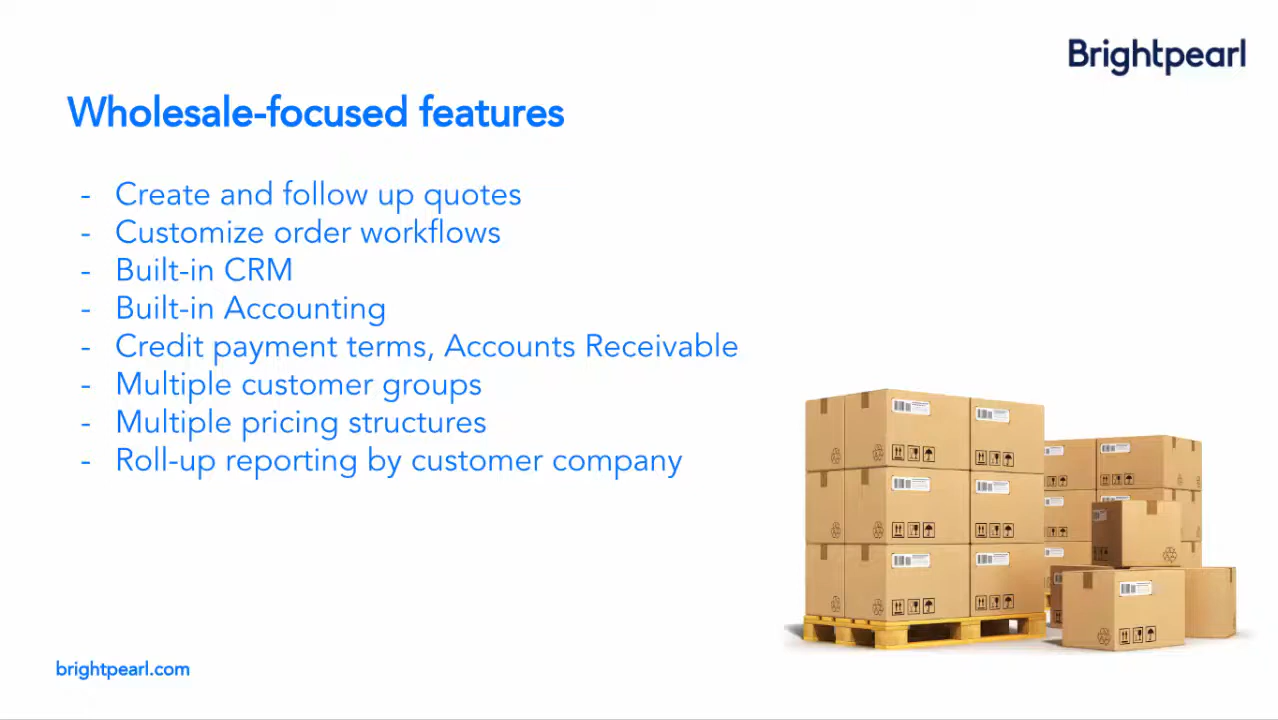 Brightpearl
Wholesale-focused features
- Create and follow up quotes
- Customize order workflows
- Built-in CRM
- Built-in Accounting
- Credit payment terms, Accounts Receivable
- Multiple customer groups
- Multiple pricing structures
- Roll-up reporting by customer company
brightpearl.com